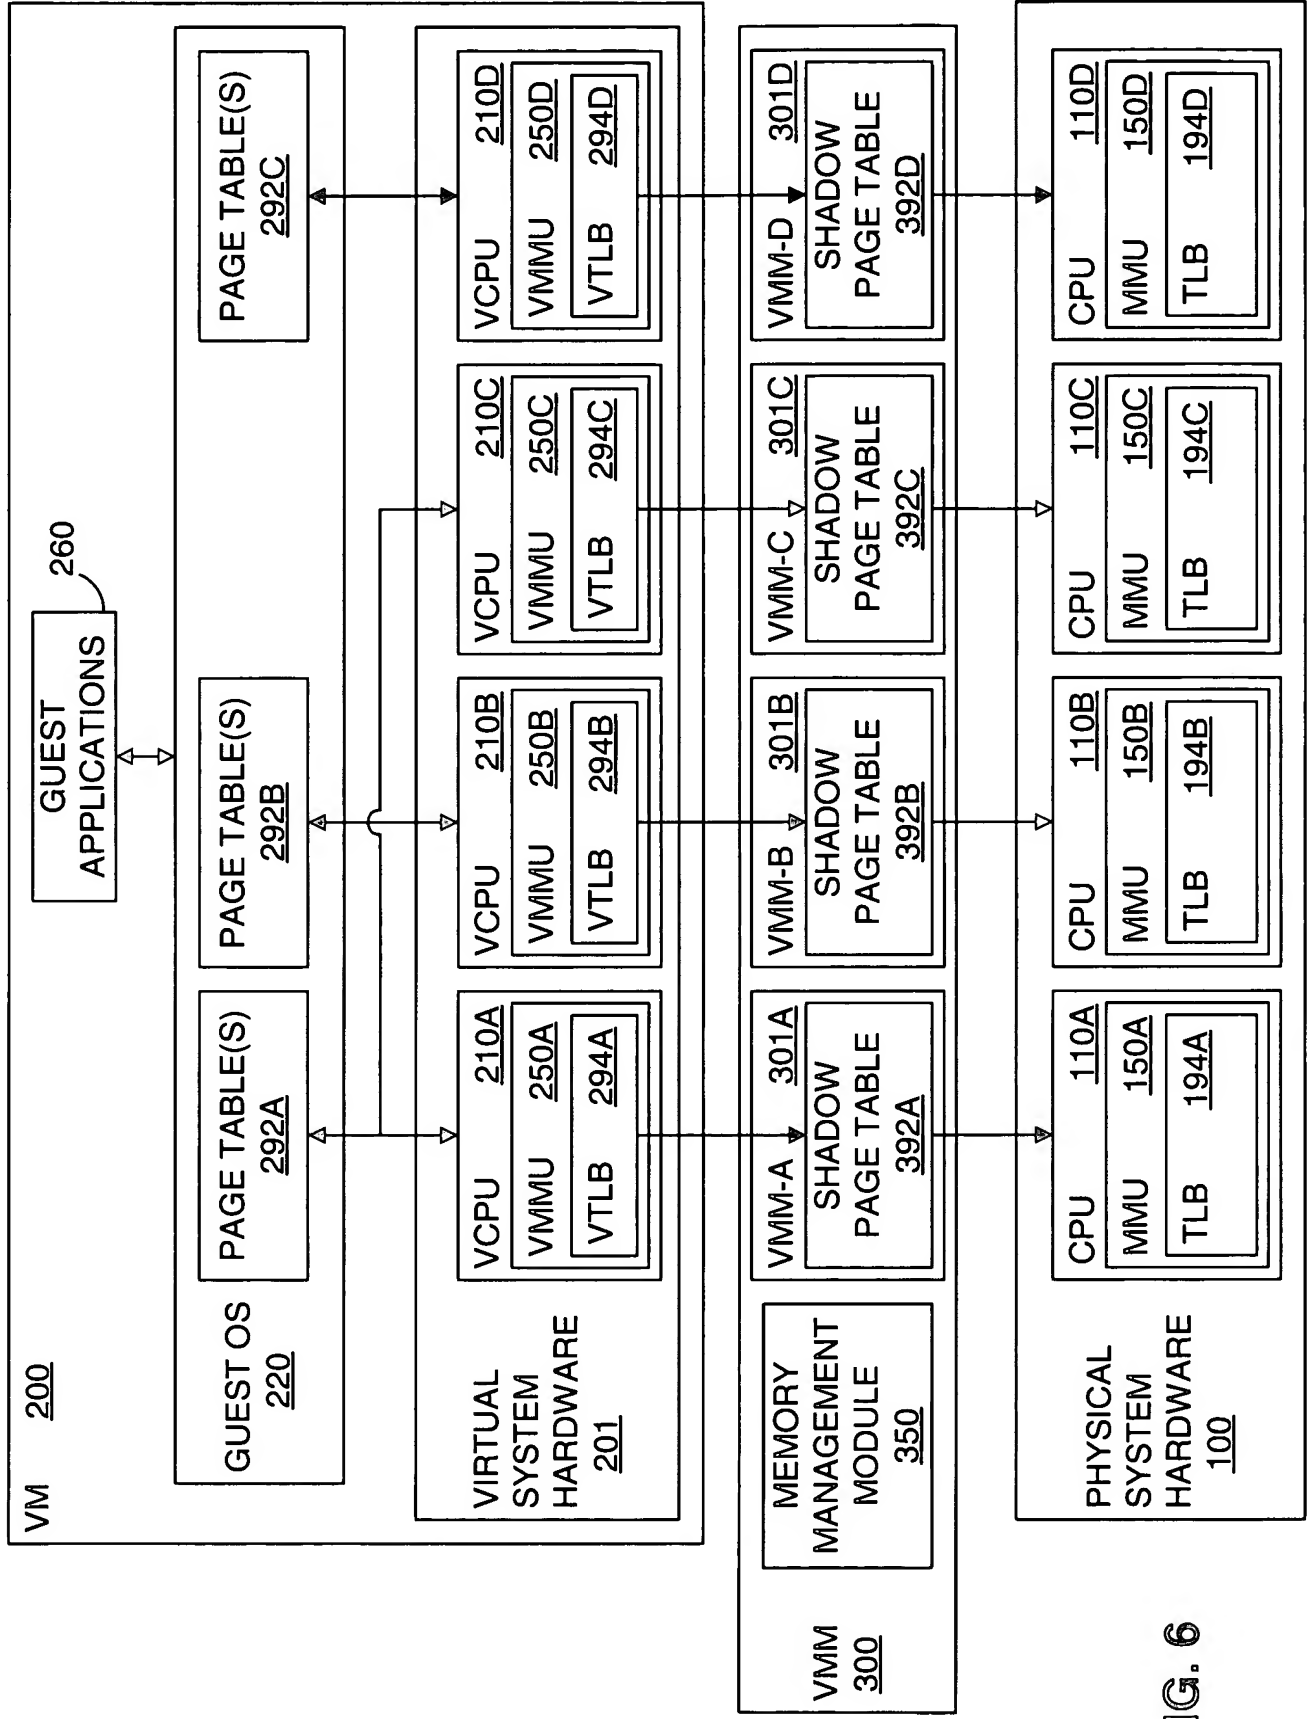 VM 200
GUEST
APPLICATIONS
260
GUEST OS
220
PAGE TABLE(S)
292A
PAGE TABLE(S)
292B
PAGE TABLE(S)
292C
VIRTUAL
SYSTEM
HARDWARE
201
VCPU 210A
VMMU 250A
VTLB 294A
VCPU 210B
VMMU 250B
VTLB 294B
VCPU 210C
VMMU 250C
VTLB 294C
VCPU 210D
VMMU 250D
VTLB 294D
VMM
300
MEMORY
MANAGEMENT
MODULE
350
VMM-A 301A
SHADOW
PAGE TABLE
392A
VMM-B 301B
SHADOW
PAGE TABLE
392B
VMM-C 301C
SHADOW
PAGE TABLE
392C
VMM-D 301D
SHADOW
PAGE TABLE
392D
PHYSICAL
SYSTEM
HARDWARE
100
CPU 110A
MMU 150A
TLB 194A
CPU 110B
MMU 150B
TLB 194B
CPU 110C
MMU 150C
TLB 194C
CPU 110D
MMU 150D
TLB 194D
IG. 6